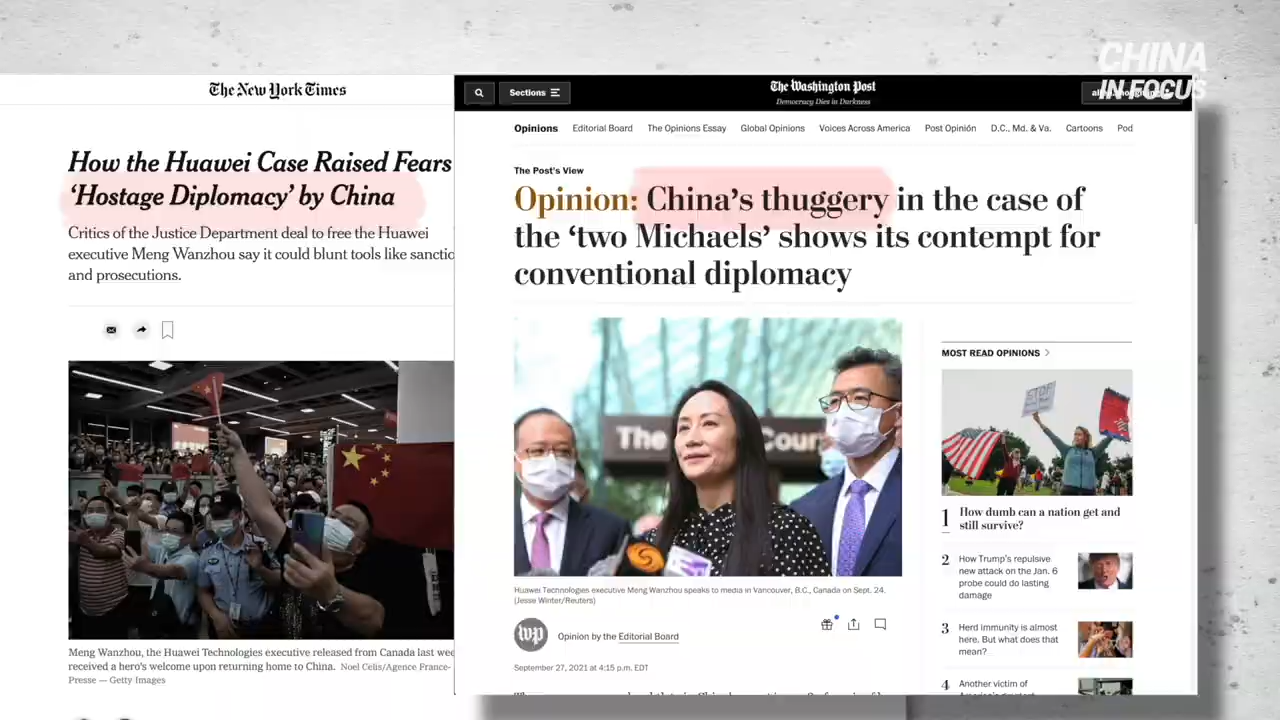 CHINA
IN FOCUS
The New York Times
How the Huawei Case Raised Fears
'Hostage Diplomacy' by China
Critics of the Justice Department deal to free the Huawei
executive Meng Wanzhou say it could blunt tools like sanctio
and prosecutions.
Meng Wanzhou, the Huawei Technologies executive released from Canada last wee
received a hero's welcome upon returning home to China. Noel Celis/Agence France-
Presse — Getty Images
Sections
The Washington Post
Democracy Dies in Darkness
Opinions Editorial Board The Opinions Essay Global Opinions Voices Across America Post Opinión D.C., Md. & Va. Cartoons Pod
The Post's View
Opinion: China's thuggery in the case of
the 'two Michaels' shows its contempt for
conventional diplomacy
The Cour
Huawei Technologies executive Meng Wanzhou speaks to media in Vancouver, B.C., Canada on Sept. 24.
(Jesse Winter/Reuters)
wp
Opinion by the Editorial Board
September 27, 2021 at 4:15 p.m. EDT
MOST READ OPINIONS
STOP
1 How dumb can a nation get and
still survive?
2 How Trump's repulsive
new attack on the Jan. 6
probe could do lasting
damage
3 Herd immunity is almost
here. But what does that
mean?
4 Another victim of